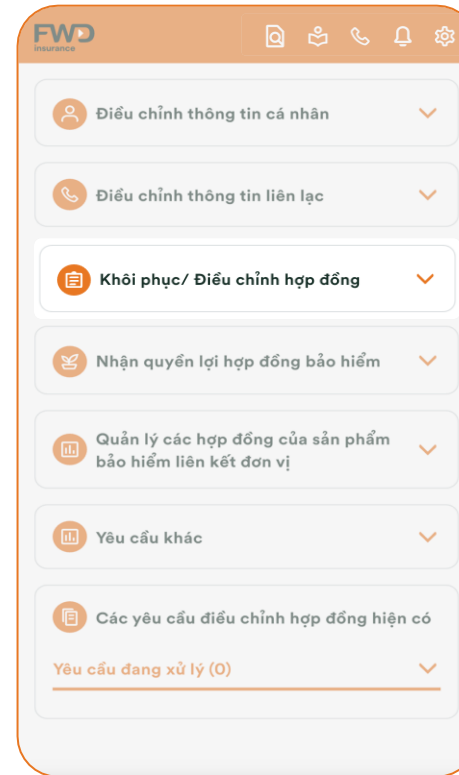 FWD
insurance
Điều chỉnh thông tin cá nhân
Điều chỉnh thông tin liên lạc
Khôi phục/ Điều chỉnh hợp đồng
Nhận quyền lợi hợp đồng bảo hiểm
Quản lý các hợp đồng của sản phẩm
bảo hiểm liên kết đơn vị
Yêu cầu khác
Các yêu cầu điều chỉnh hợp đồng hiện có
Yêu cầu đang xử lý (0)